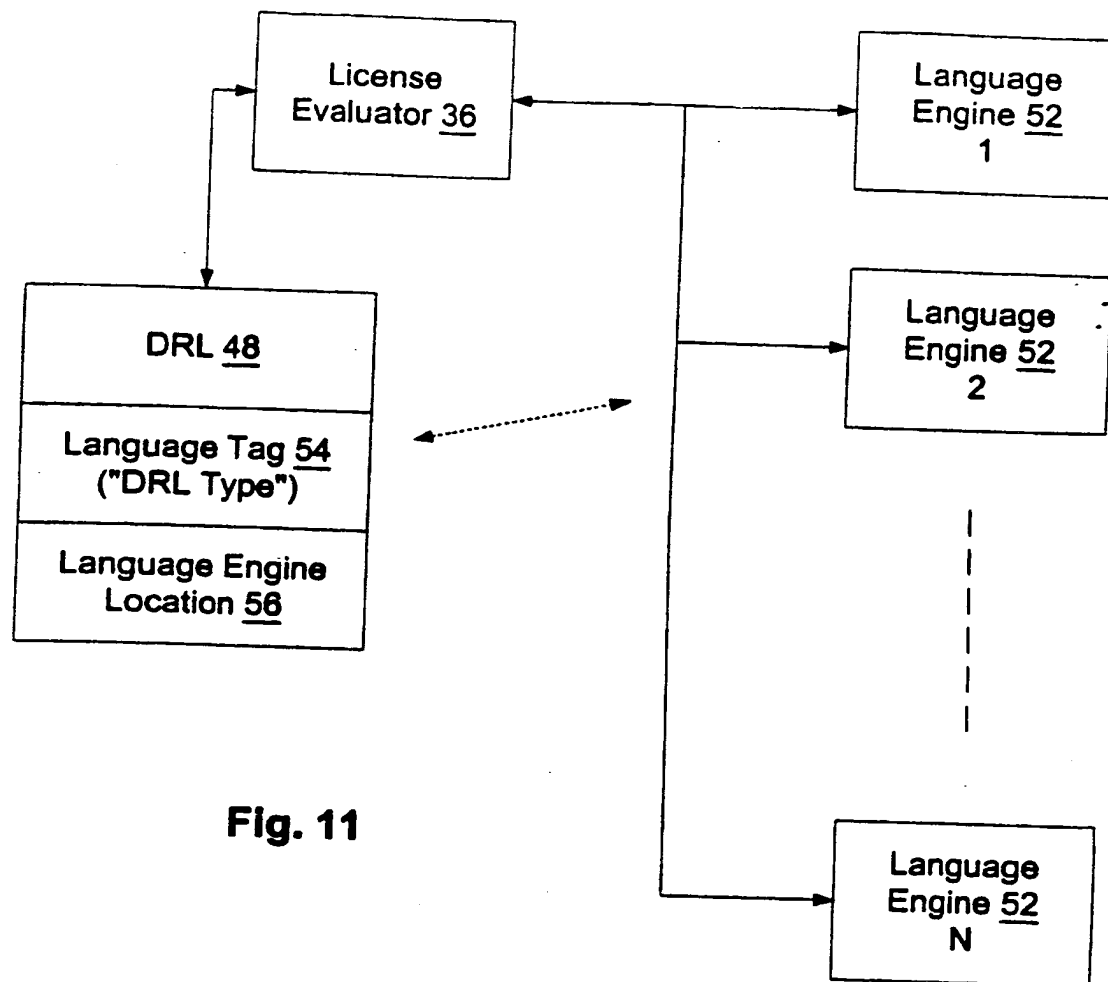 License
Evaluator 36
Language
Engine 52
1
DRL 48
Language Tag 54
("DRL Type")
Language Engine
Location 56
Language
Engine 52
2
Fig. 11
Language
Engine 52
N